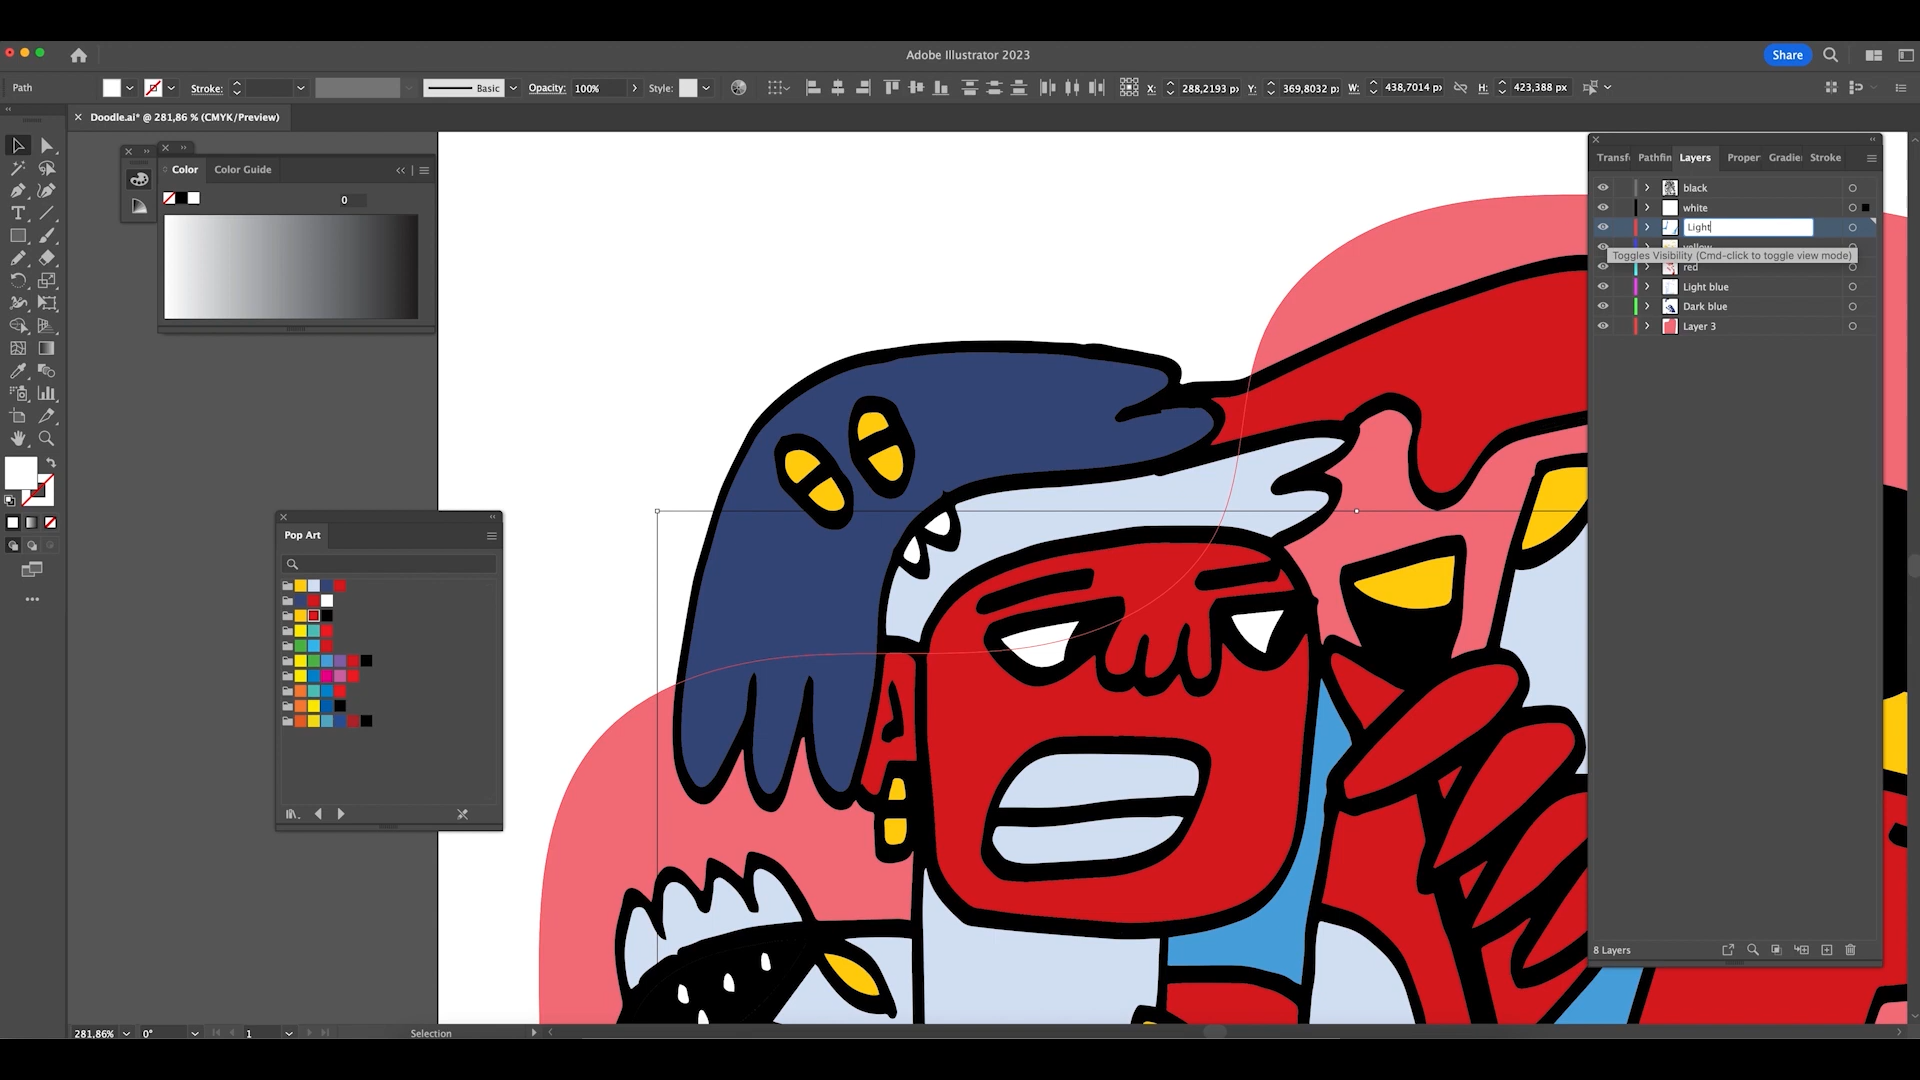 Adobe Illustrator 2023
Share
Path
Stroke:
Basic
Opacity: 100%
Style:
X: 288,2193 px
Y: 369,8032 px
W: 438,7014 px
H: 423,388 px
Doodle.ai* @ 281,86 % (CMYK/Preview)
Color
Color Guide
0
Pop Art
Transf
Pathfin
Layers
Proper
Gradie
Stroke
black
white
Light
Toggles Visibility (Cmd-click to toggle view mode)
red
Light blue
Dark blue
Layer 3
8 Layers
281,86%
0°
1
Selection